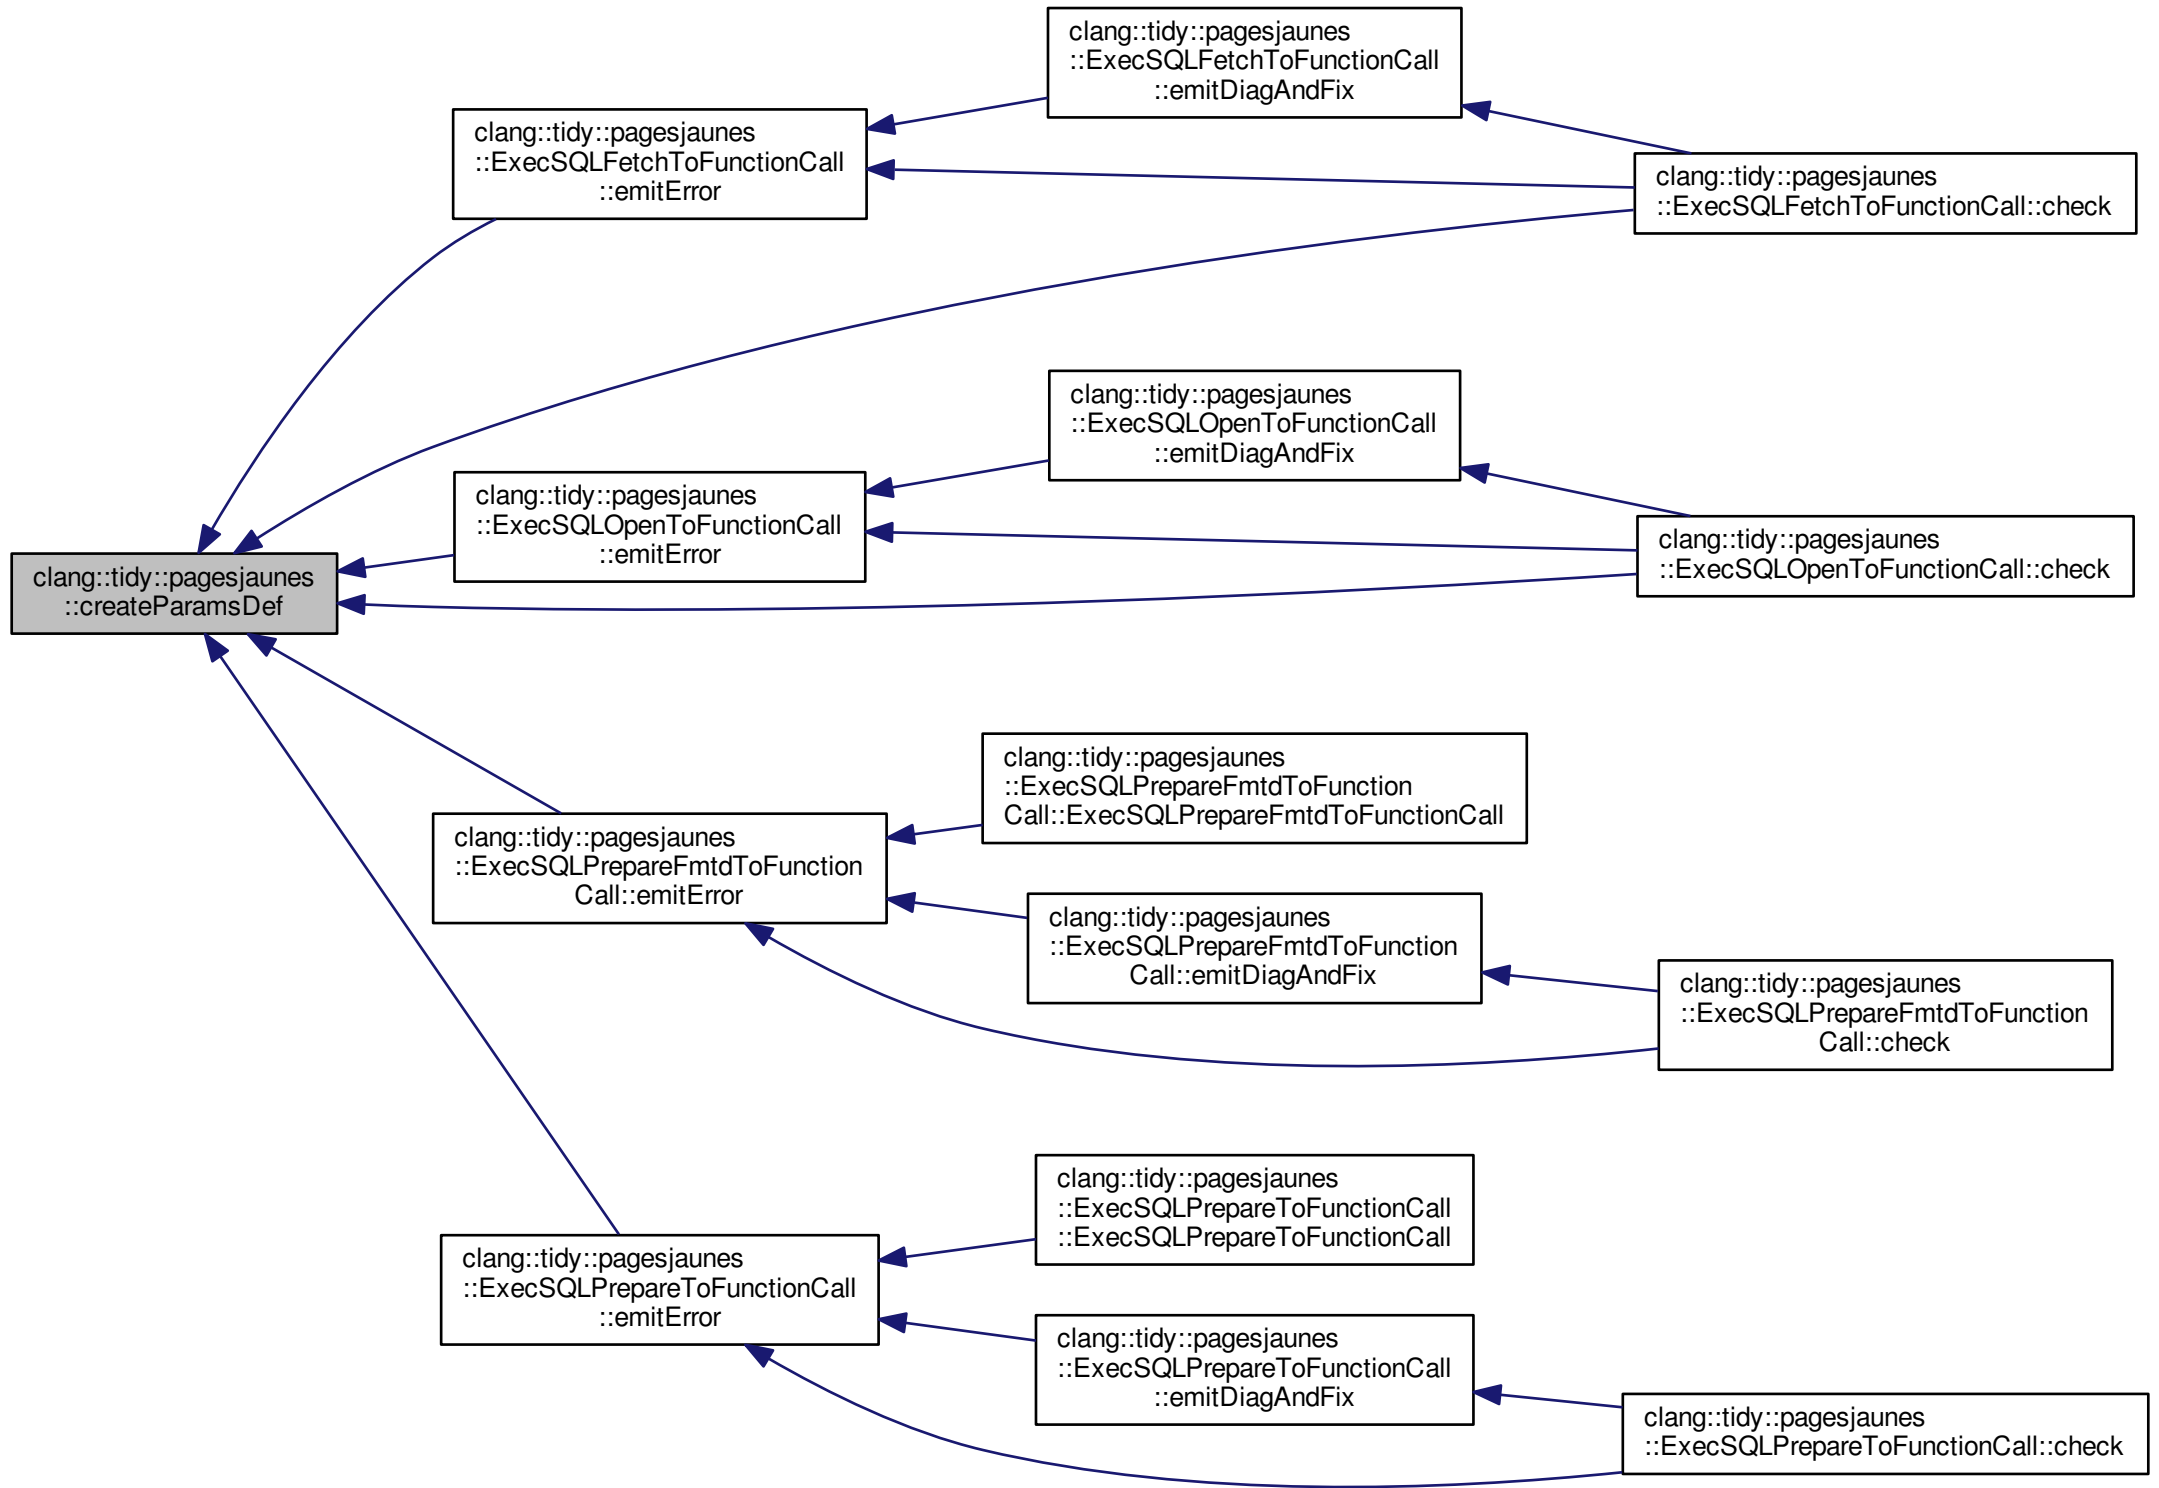 clang::tidy::pagesjaunes
::ExecSQLFetchToFunctionCall
::emitDiagAndFix
clang::tidy::pagesjaunes
::ExecSQLFetchToFunctionCall
::emitError
clang::tidy::pagesjaunes
::ExecSQLFetchToFunctionCall::check
clang::tidy::pagesjaunes
::ExecSQLOpenToFunctionCall
::emitDiagAndFix
clang::tidy::pagesjaunes
::ExecSQLOpenToFunctionCall
::emitError
clang::tidy::pagesjaunes
::ExecSQLOpenToFunctionCall::check
clang::tidy::pagesjaunes
::createParamsDef
clang::tidy::pagesjaunes
::ExecSQLPrepareFmtdToFunction
Call::ExecSQLPrepareFmtdToFunctionCall
clang::tidy::pagesjaunes
::ExecSQLPrepareFmtdToFunction
Call::emitError
clang::tidy::pagesjaunes
::ExecSQLPrepareFmtdToFunction
Call::emitDiagAndFix
clang::tidy::pagesjaunes
::ExecSQLPrepareFmtdToFunction
Call::check
clang::tidy::pagesjaunes
::ExecSQLPrepareToFunctionCall
::ExecSQLPrepareToFunctionCall
clang::tidy::pagesjaunes
::ExecSQLPrepareToFunctionCall
::emitError
clang::tidy::pagesjaunes
::ExecSQLPrepareToFunctionCall
::emitDiagAndFix
clang::tidy::pagesjaunes
::ExecSQLPrepareToFunctionCall::check